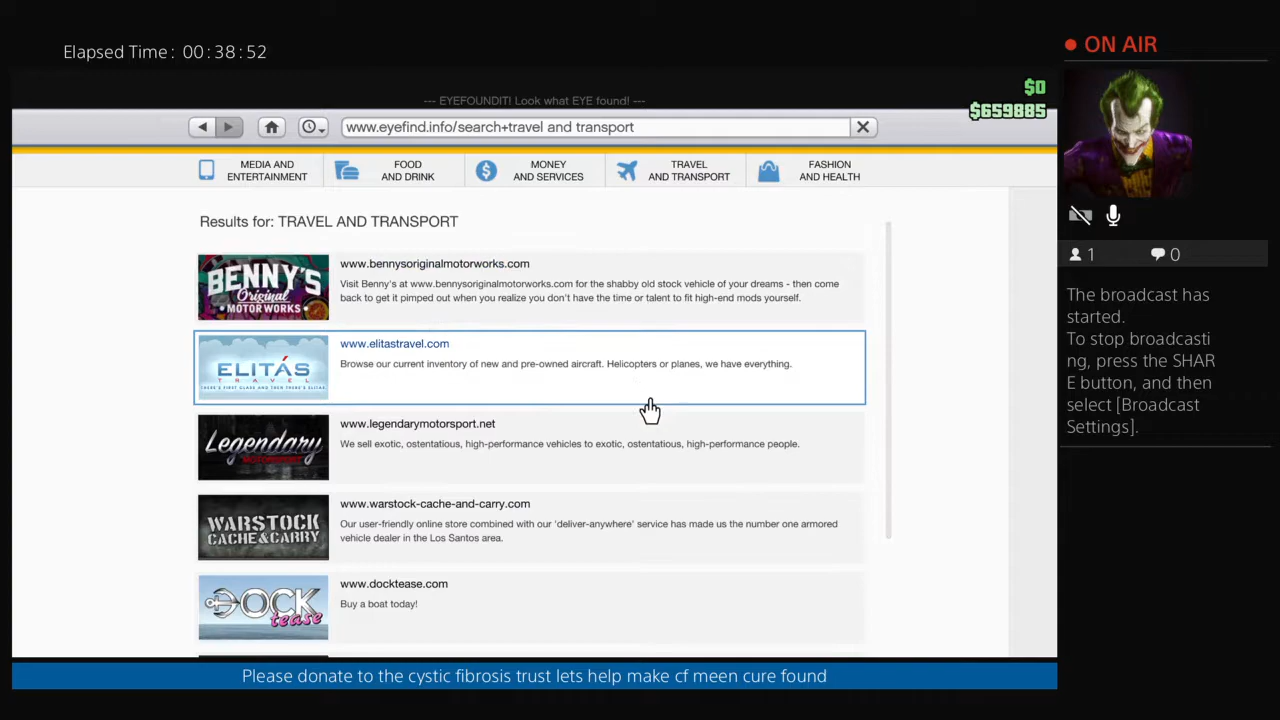 Elapsed Time: 00:38:52
ON AIR
$0
$659885
--- EYEFOUNDIT! Look what EYE found! ---
www.eyefind.info/search+travel and transport
MEDIA AND
ENTERTAINMENT
FOOD
AND DRINK
MONEY
AND SERVICES
TRAVEL
AND TRANSPORT
FASHION
AND HEALTH
Results for: TRAVEL AND TRANSPORT
BENNY'S
Original
MOTOR WORKS
www.bennysoriginalmotorworks.com
Visit Benny's at www.bennysoriginalmotorworks.com for the shabby old stock vehicle of your dreams - then come
back to get it pimped out when you realize you don't have the time or talent to fit high-end mods yourself.
ELITÁS
TRAVEL
THERE'S FIRST CLASS AND THEN THERE'S ELITÁS
www.elitastravel.com
Browse our current inventory of new and pre-owned aircraft. Helicopters or planes, we have everything.
Legendary
MOTORSPORT
www.legendarymotorsport.net
We sell exotic, ostentatious, high-performance vehicles to exotic, ostentatious, high-performance people.
WARSTOCK
CACHE & CARRY
www.warstock-cache-and-carry.com
Our user-friendly online store combined with our 'deliver-anywhere' service has made us the number one armored
vehicle dealer in the Los Santos area.
DOCK
tease
www.docktease.com
Buy a boat today!
1
0
The broadcast has
started.
To stop broadcasti
ng, press the SHAR
E button, and then
select [Broadcast
Settings].
Please donate to the cystic fibrosis trust lets help make cf meen cure found